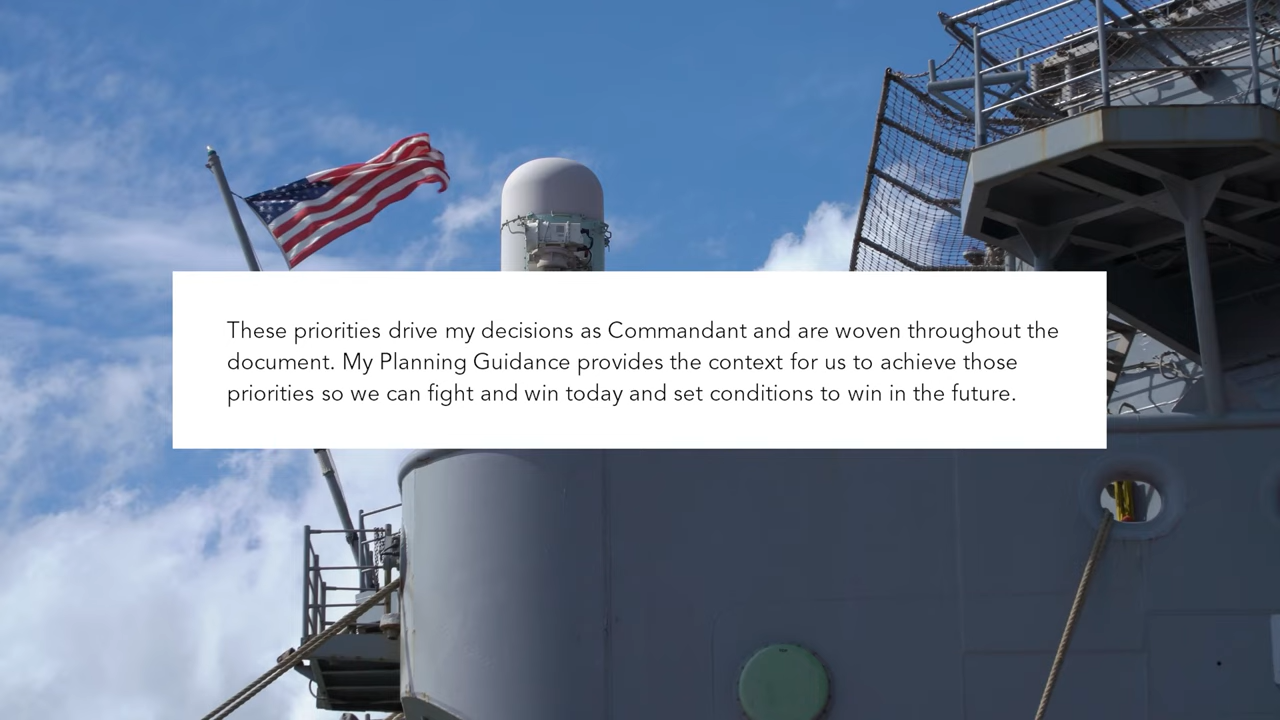 These priorities drive my decisions as Commandant and are woven throughout the
document. My Planning Guidance provides the context for us to achieve those
priorities so we can fight and win today and set conditions to win in the future.